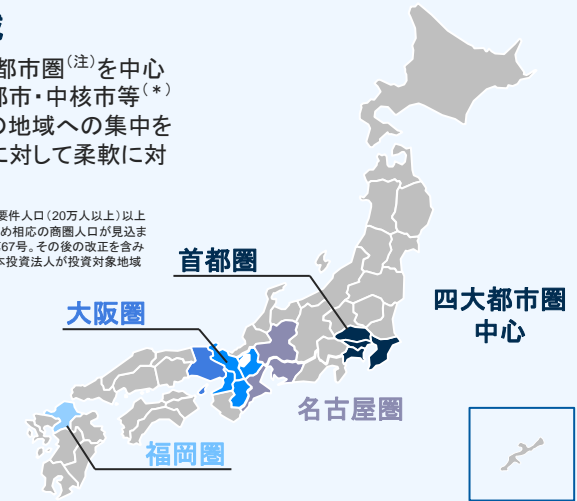 都市圏(注)を中心
都市・中核市等(*)
の地域への集中を
に対して柔軟に対
要件人口(20万人以上)以上
め相応の商圏人口が見込ま
67号。その後の改正を含み
本投資法人が投資対象地域
首都圏
大阪圏
四大都市圏
中心
名古屋圏
福岡圏